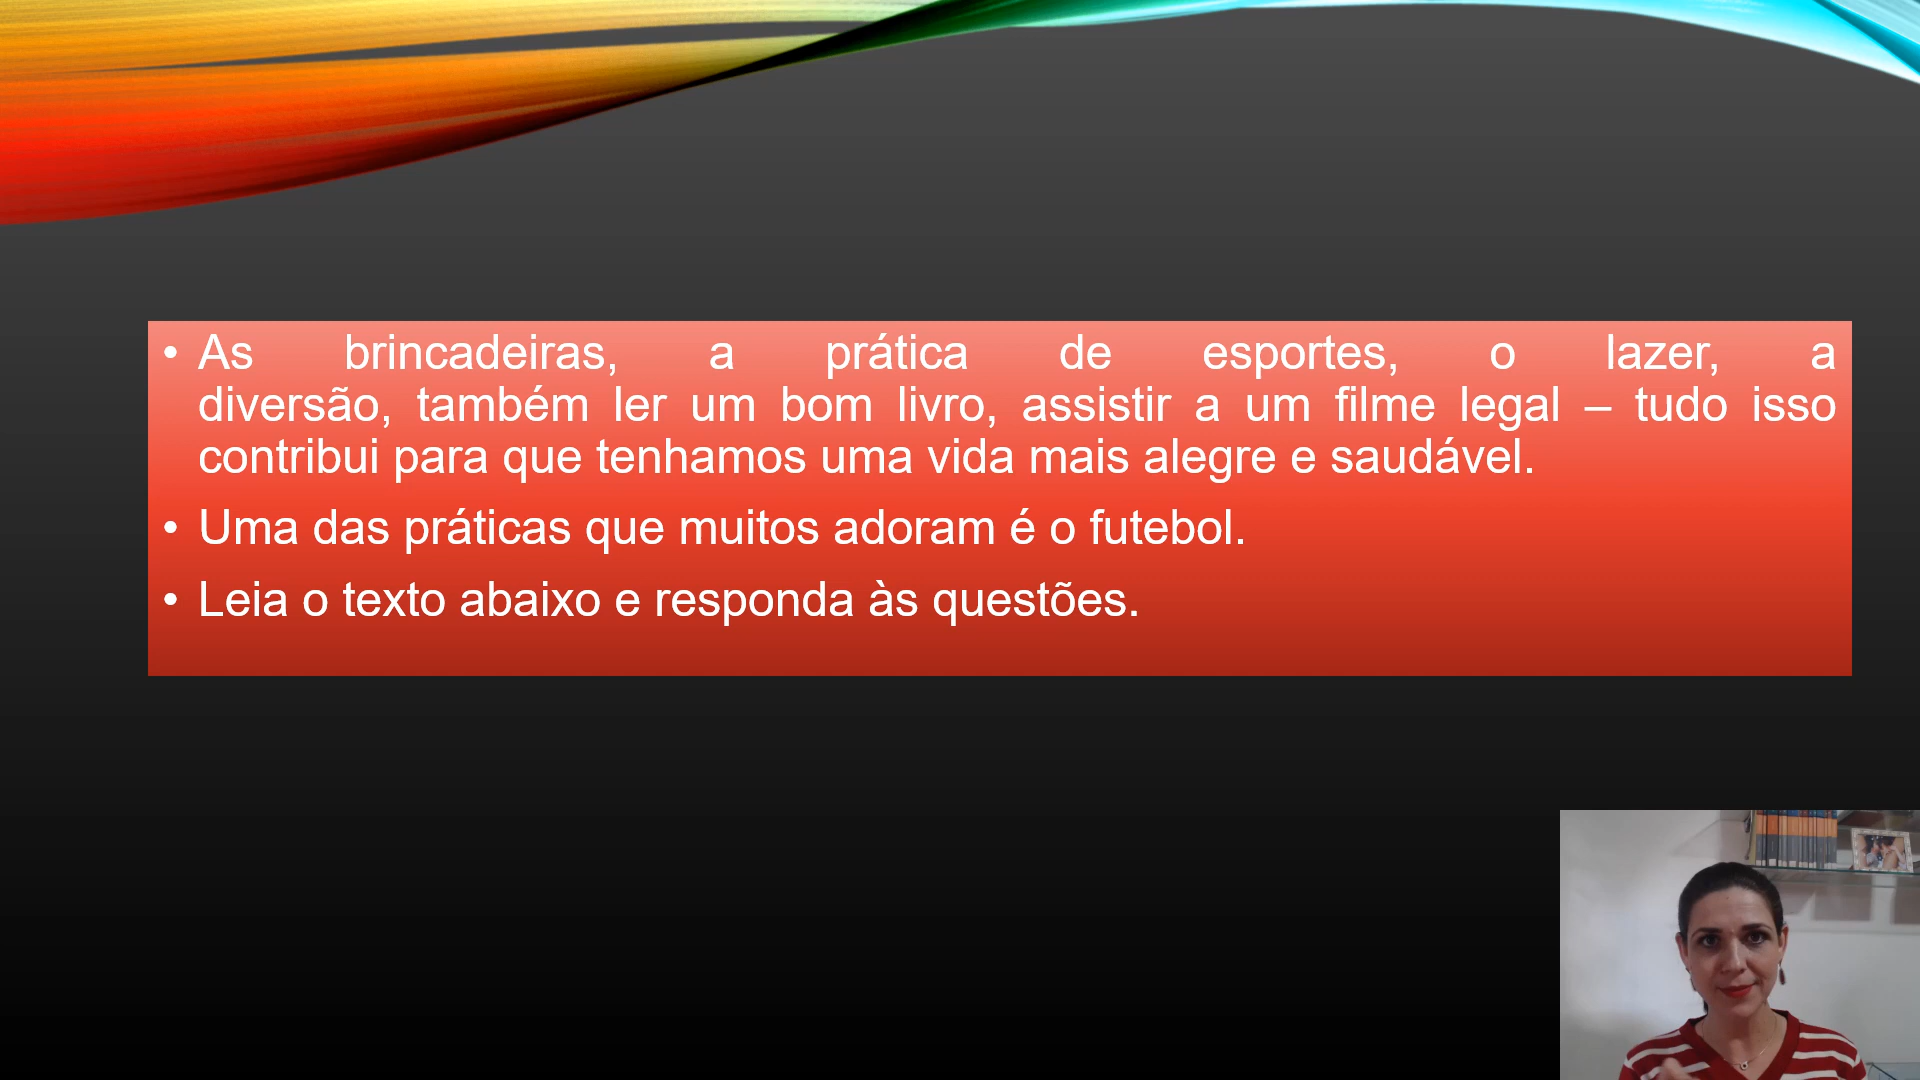 • As brincadeiras, a prática de esportes, o lazer, a
diversão, também ler um bom livro, assistir a um filme legal – tudo isso
contribui para que tenhamos uma vida mais alegre e saudável.
• Uma das práticas que muitos adoram é o futebol.
• Leia o texto abaixo e responda às questões.